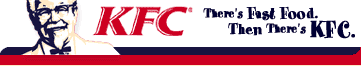 KFC®
There's Fast Food.
Then There's KFC.